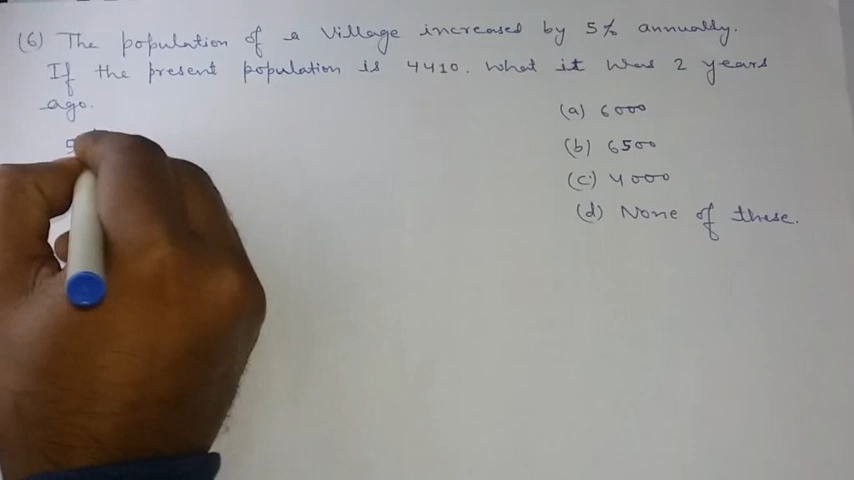 (6) The population of a village increased by 5% annually.
If the present population is 4410. what it was 2 years
ago.
(a) 6000
(b) 6500
(c) 4000
(d) None of these.
5